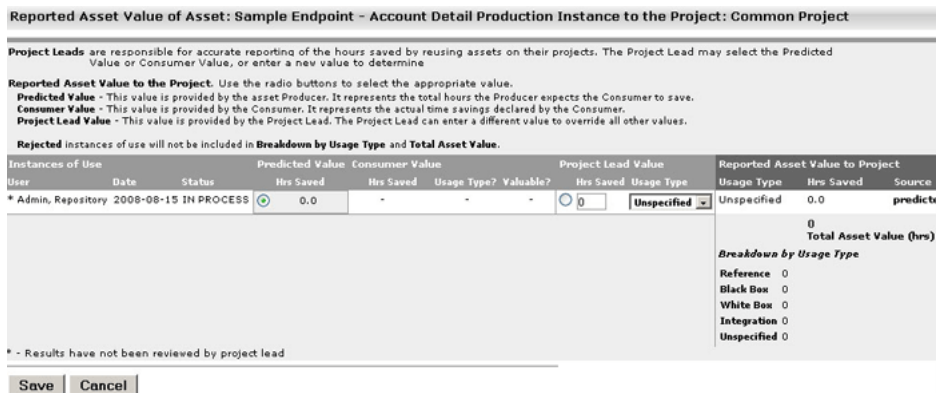 Reported Asset Value of Asset: Sample Endpoint - Account Detail Production Instance to the Project: Common Project
Project Leads are responsible for accurate reporting of the hours saved by reusing assets on their projects. The Project Lead may select the Predicted
Value or Consumer Value, or enter a new value to determine
Reported Asset Value to the Project. Use the radio buttons to select the appropriate value.
Predicted Value - This value is provided by the asset Producer. It represents the total hours the Producer expects the Consumer to save.
Consumer Value - This value is provided by the Consumer. It represents the actual time savings declared by the Consumer.
Project Lead Value - This value is provided by the Project Lead. The Project Lead can enter a different value to override all other values.
Rejected instances of use will not be included in Breakdown by Usage Type and Total Asset Value.
Instances of Use Predicted Value Consumer Value Project Lead Value Reported Asset Value to Project
User Date Status Hrs Saved Hrs Saved Usage Type? Valuable? Hrs Saved Usage Type Usage Type Hrs Saved Source
* Admin, Repository 2008-08-15 IN PROCESS 0.0 - - - 0 Unspecified Unspecified 0.0 predicte
0
Total Asset Value (hrs)
Breakdown by Usage Type
Reference 0
Black Box 0
White Box 0
Integration 0
Unspecified 0
* - Results have not been reviewed by project lead
Save Cancel